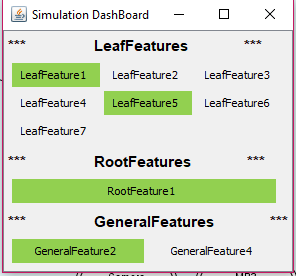 Simulation DashBoard
*** LeafFeatures ***
LeafFeature1 LeafFeature2 LeafFeature3
LeafFeature4 LeafFeature5 LeafFeature6
LeafFeature7
*** RootFeatures ***
RootFeature1
*** GeneralFeatures ***
GeneralFeature2 GeneralFeature4